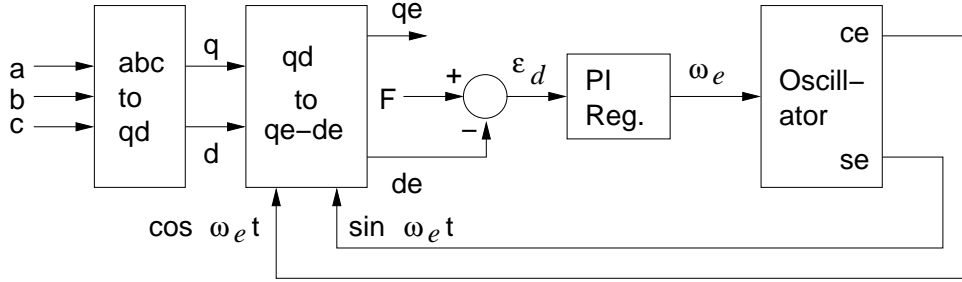 a
b
c
abc
to
qd
q
d
qd
to
qe−de
qe
de
F
+
−
ε d
PI
Reg.
ω e
Oscill−
ator
ce
se
cos ω e t
sin ω e t